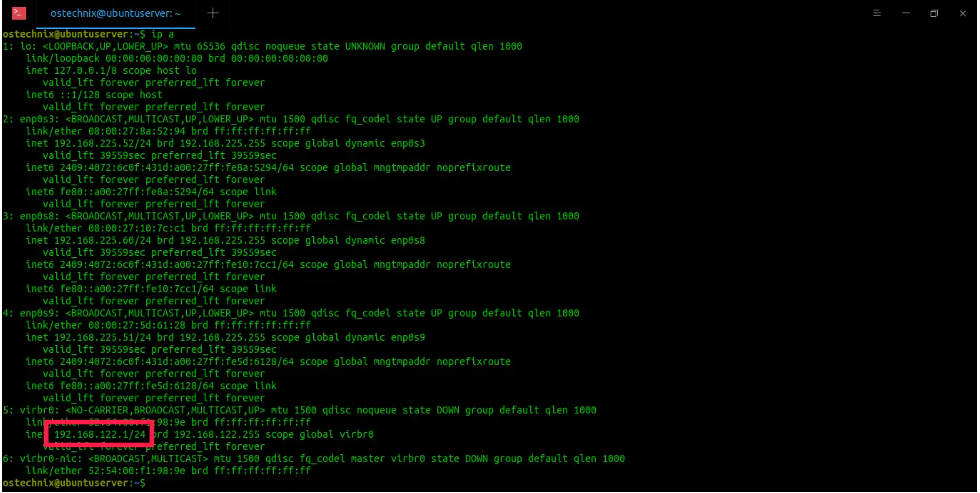 ostechnix@ubuntuserver: ~
ostechnix@ubuntuserver:~$ ip a
1: lo: <LOOPBACK,UP,LOWER_UP> mtu 65536 qdisc noqueue state UNKNOWN group default qlen 1000
link/loopback 00:00:00:00:00:00 brd 00:00:00:00:00:00
inet 127.0.0.1/8 scope host lo
valid_lft forever preferred_lft forever
inet6 ::1/128 scope host
valid_lft forever preferred_lft forever
2: enp0s3: <BROADCAST,MULTICAST,UP,LOWER_UP> mtu 1500 qdisc fq_codel state UP group default qlen 1000
link/ether 08:00:27:8a:52:94 brd ff:ff:ff:ff:ff:ff
inet 192.168.225.52/24 brd 192.168.225.255 scope global dynamic enp0s3
valid_lft 39559sec preferred_lft 39559sec
inet6 2409:4072:6c0f:431d:a00:27ff:fe8a:5294/64 scope global mngtmpaddr noprefixroute
valid_lft forever preferred_lft forever
inet6 fe80::a00:27ff:fe8a:5294/64 scope link
valid_lft forever preferred_lft forever
3: enp0s8: <BROADCAST,MULTICAST,UP,LOWER_UP> mtu 1500 qdisc fq_codel state UP group default qlen 1000
link/ether 08:00:27:10:7c:c1 brd ff:ff:ff:ff:ff:ff
inet 192.168.225.60/24 brd 192.168.225.255 scope global dynamic enp0s8
valid_lft 39559sec preferred_lft 39559sec
inet6 2409:4072:6c0f:431d:a00:27ff:fe10:7cc1/64 scope global mngtmpaddr noprefixroute
valid_lft forever preferred_lft forever
inet6 fe80::a00:27ff:fe10:7cc1/64 scope link
valid_lft forever preferred_lft forever
4: enp0s9: <BROADCAST,MULTICAST,UP,LOWER_UP> mtu 1500 qdisc fq_codel state UP group default qlen 1000
link/ether 08:00:27:5d:61:28 brd ff:ff:ff:ff:ff:ff
inet 192.168.225.51/24 brd 192.168.225.255 scope global dynamic enp0s9
valid_lft 39559sec preferred_lft 39559sec
inet6 2409:4072:6c0f:431d:a00:27ff:fe5d:6128/64 scope global mngtmpaddr noprefixroute
valid_lft forever preferred_lft forever
inet6 fe80::a00:27ff:fe5d:6128/64 scope link
valid_lft forever preferred_lft forever
5: virbr0: <NO-CARRIER,BROADCAST,MULTICAST,UP> mtu 1500 qdisc noqueue state DOWN group default qlen 1000
link/ether 52:54:00:f1:98:9e brd ff:ff:ff:ff:ff:ff
inet 192.168.122.1/24 brd 192.168.122.255 scope global virbr0
valid_lft forever preferred_lft forever
6: virbr0-nic: <BROADCAST,MULTICAST> mtu 1500 qdisc fq_codel master virbr0 state DOWN group default qlen 1000
link/ether 52:54:00:f1:98:9e brd ff:ff:ff:ff:ff:ff
ostechnix@ubuntuserver:~$